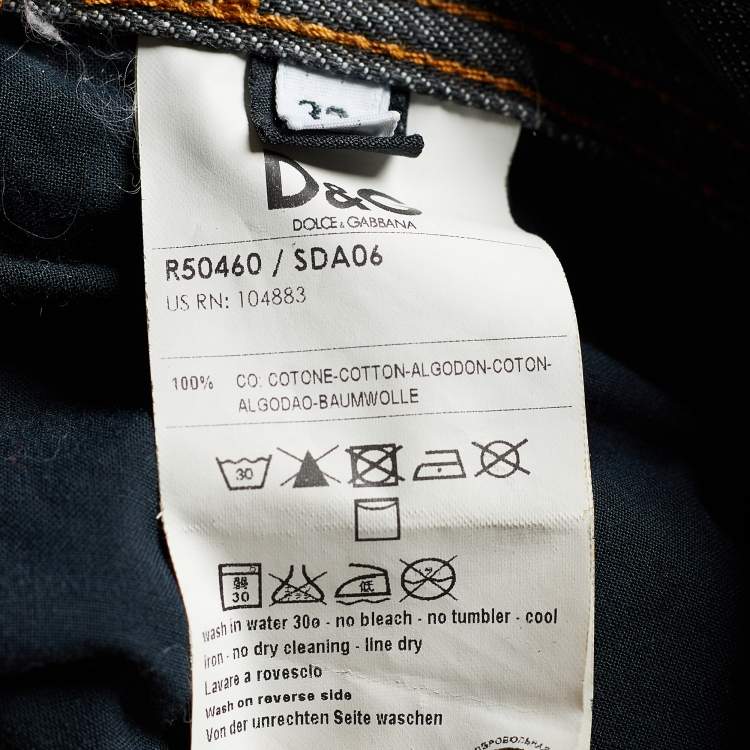 D&G
DOLCE & GABBANA
R50460 / SDA06
US RN: 104883
100% CO: COTONE-COTTON-ALGODON-COTON-
ALGODAO-BAUMWOLLE
30
30 低
wash in water 30o - no bleach - no tumbler - cool
iron - no dry cleaning - line dry
Lavare a rovescio
Wash on reverse side
Von der unrechten Seite waschen